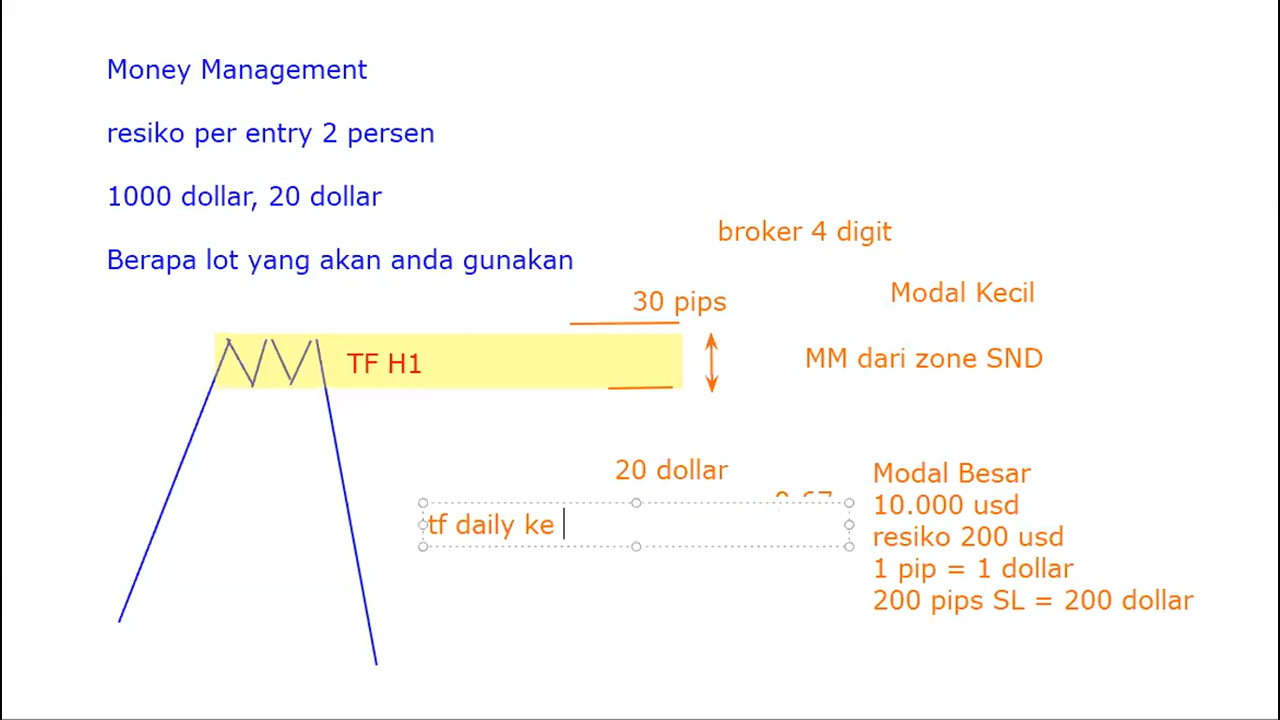 Money Management
resiko per entry 2 persen
1000 dollar, 20 dollar
Berapa lot yang akan anda gunakan
broker 4 digit
30 pips
Modal Kecil
TF H1
MM dari zone SND
20 dollar
tf daily ke
Modal Besar
10.000 usd
resiko 200 usd
1 pip = 1 dollar
200 pips SL = 200 dollar